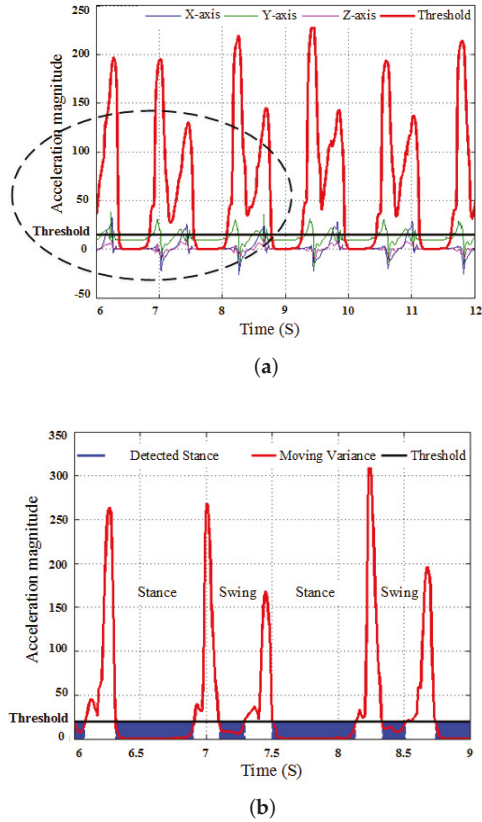 X-axis Y-axis Z-axis Threshold
250
200
150
100
50
0
-50
Acceleration magnitude
Threshold
6 7 8 9 10 11 12
Time (S)
(a)
Detected Stance Moving Variance Threshold
350
300
250
200
150
100
50
0
Acceleration magnitude
Stance Swing Stance Swing
Threshold
6 6.5 7 7.5 8 8.5 9
Time (S)
(b)